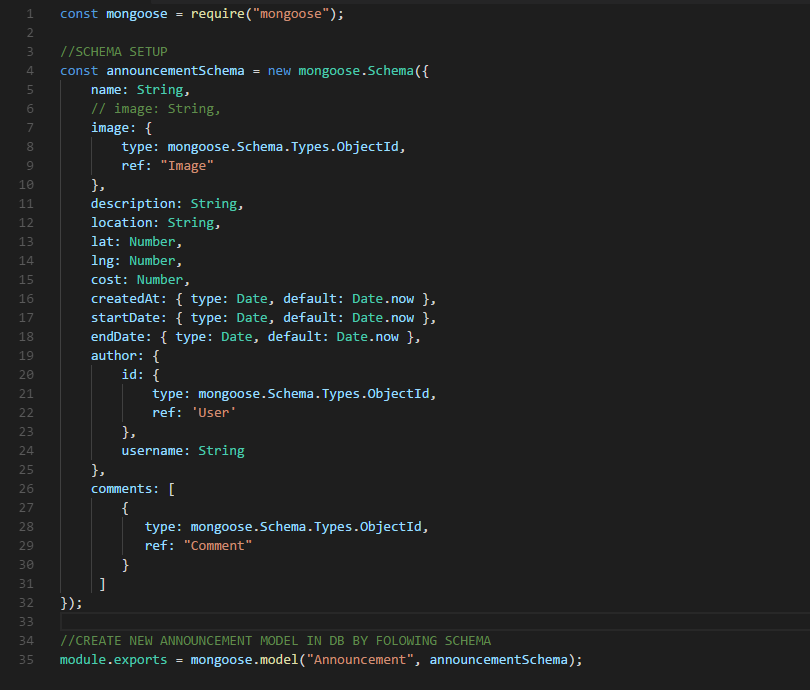 1 const mongoose = require("mongoose");
2
3 //SCHEMA SETUP
4 const announcementSchema = new mongoose.Schema({
5     name: String,
6     // image: String,
7     image: {
8         type: mongoose.Schema.Types.ObjectId,
9         ref: "Image"
10     },
11     description: String,
12     location: String,
13     lat: Number,
14     lng: Number,
15     cost: Number,
16     createdAt: { type: Date, default: Date.now },
17     startDate: { type: Date, default: Date.now },
18     endDate: { type: Date, default: Date.now },
19     author: {
20         id: {
21             type: mongoose.Schema.Types.ObjectId,
22             ref: 'User'
23         },
24         username: String
25     },
26     comments: [
27         {
28            type: mongoose.Schema.Types.ObjectId,
29            ref: "Comment"
30         }
31      ]
32 });
33
34 //CREATE NEW ANNOUNCEMENT MODEL IN DB BY FOLOWING SCHEMA
35 module.exports = mongoose.model("Announcement", announcementSchema);